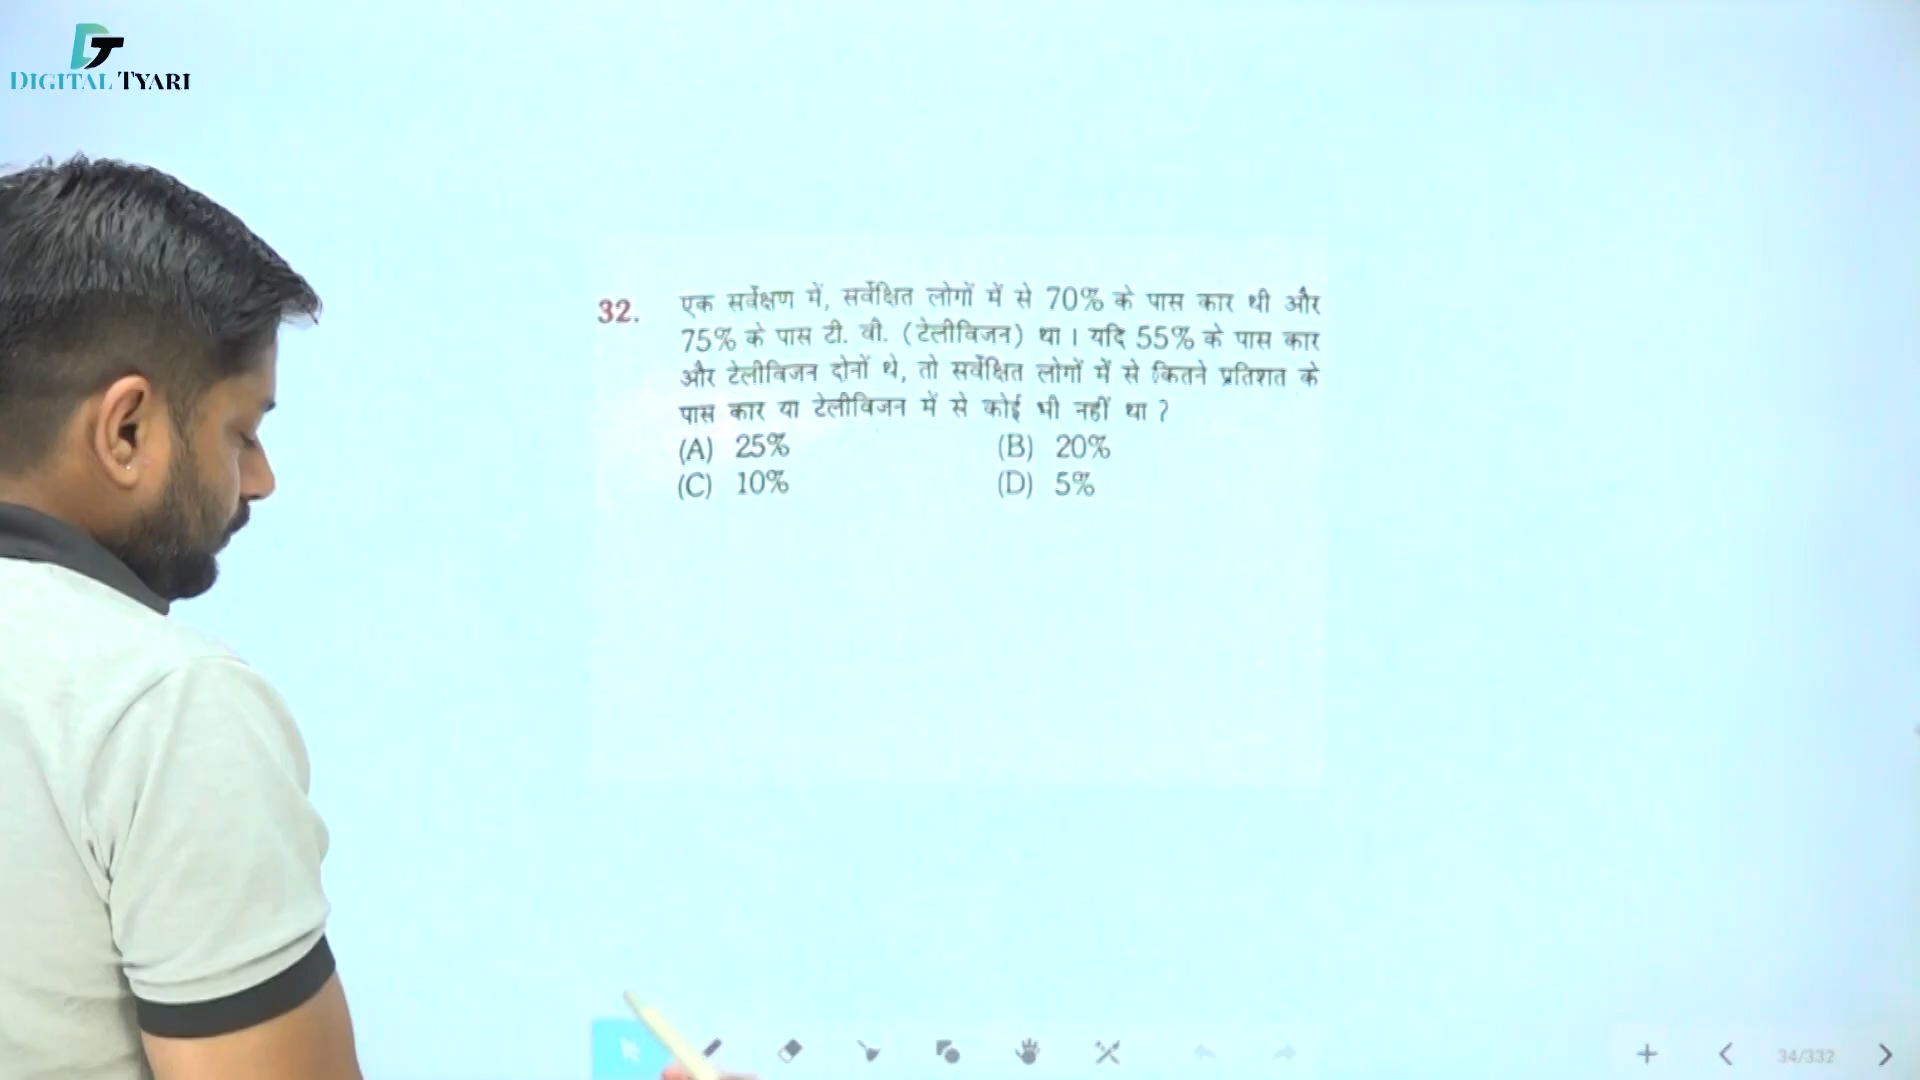 DIGITAL TYARI
32. एक सर्वेक्षण में, सर्वेक्षित लोगों में से 70% के पास कार थी और
75% के पास टी. वी. (टेलीविजन) था । यदि 55% के पास कार
और टेलीविजन दोनों थे, तो सर्वेक्षित लोगों में से कितने प्रतिशत के
पास कार या टेलीविजन में से कोई भी नहीं था ?
(A) 25% (B) 20%
(C) 10% (D) 5%
34/332